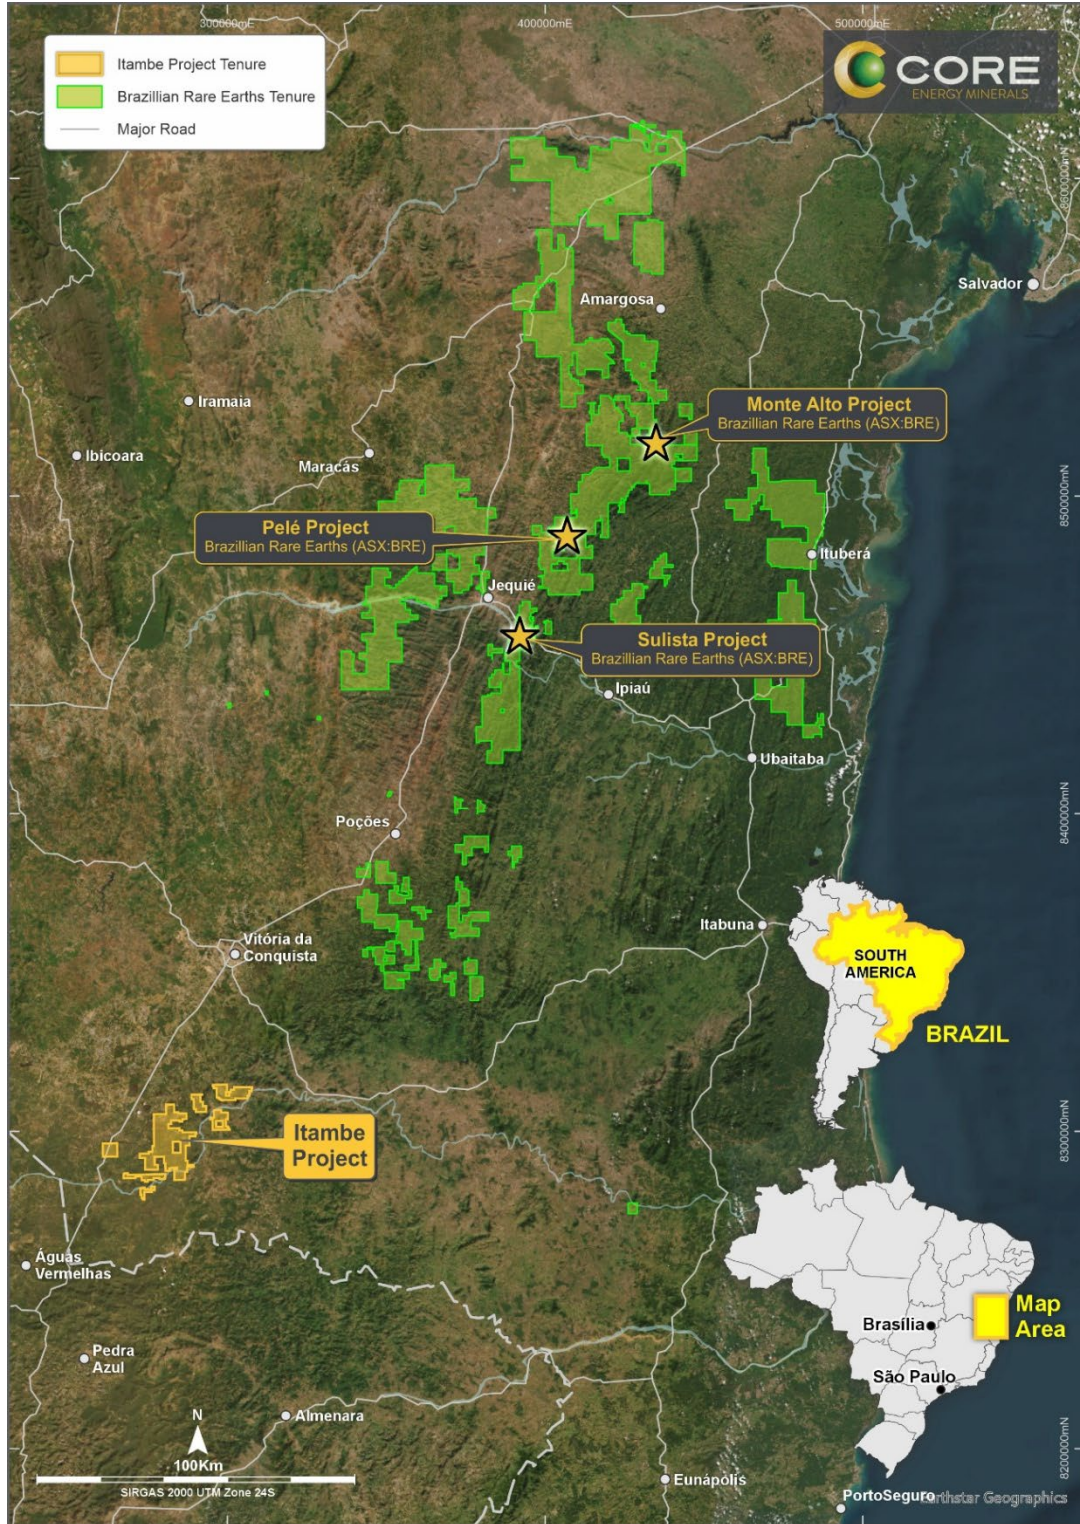 300000mE
400000mE
500000mE
Itambe Project Tenure
Brazillian Rare Earths Tenure
Major Road
CORE
ENERGY MINERALS
8600000mN
Salvador
Amargosa
Iramaia
Monte Alto Project
Brazillian Rare Earths (ASX:BRE)
Ibicoara
Maracás
8500000mN
Pelé Project
Brazillian Rare Earths (ASX:BRE)
Ituberá
Jequié
Sulista Project
Brazillian Rare Earths (ASX:BRE)
Ipiaú
Ubaitaba
8400000mN
Poções
Itabuna
Vitória da
Conquista
SOUTH
AMERICA
BRAZIL
Itambe
Project
8300000mN
Águas
Vermelhas
Map
Area
Brasília
Pedra
Azul
São Paulo
Almenara
N
100Km
SIRGAS 2000 UTM Zone 24S
8200000mN
Eunápolis
PortoSeguro
Earthstar Geographics